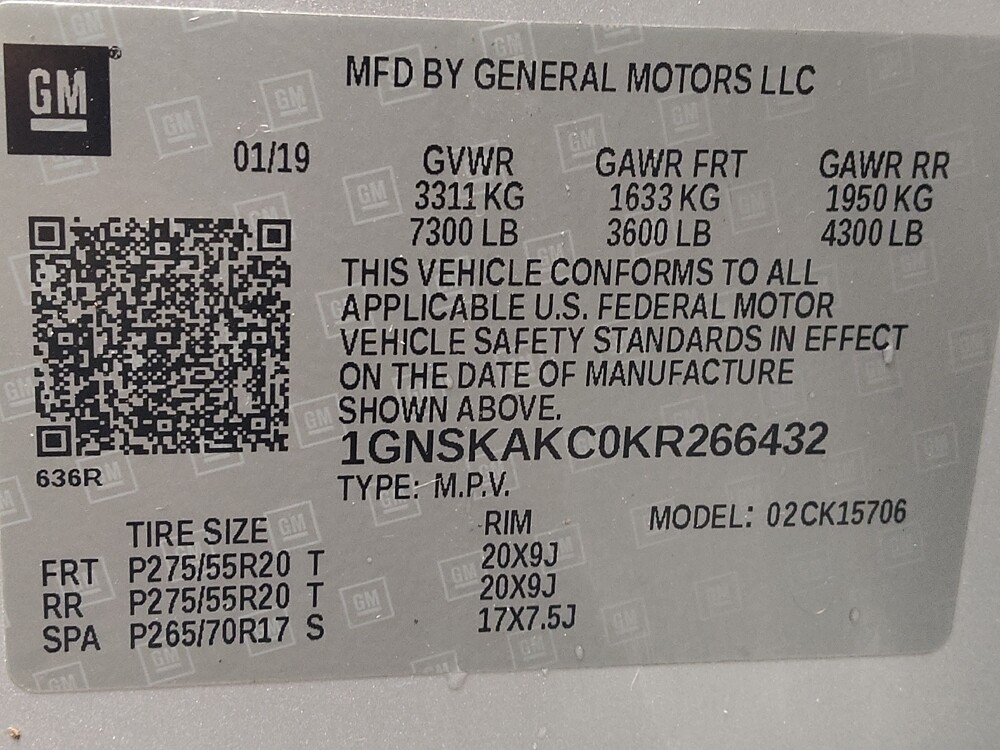 GM
MFD BY GENERAL MOTORS LLC
01/19 GVWR GAWR FRT GAWR RR
3311 KG 1633 KG 1950 KG
7300 LB 3600 LB 4300 LB
THIS VEHICLE CONFORMS TO ALL
APPLICABLE U.S. FEDERAL MOTOR
VEHICLE SAFETY STANDARDS IN EFFECT
ON THE DATE OF MANUFACTURE
SHOWN ABOVE.
1GNSKAKC0KR266432
636R
TYPE: M.P.V.
TIRE SIZE RIM MODEL: 02CK15706
FRT P275/55R20 T 20X9J
RR P275/55R20 T 20X9J
SPA P265/70R17 S 17X7.5J